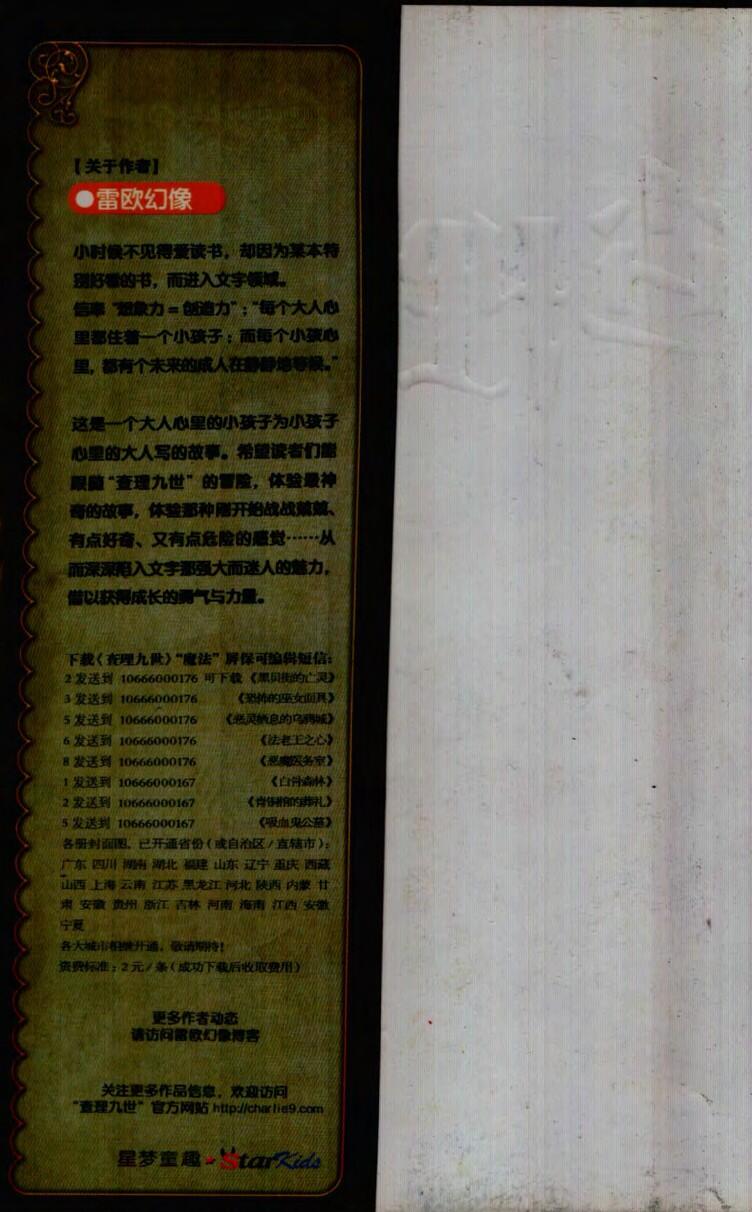 【关于作者】
●雷欧幻像
小时候不见得爱读书，却因为某本特
别好看的书，而进入文字领域。
信奉“想象力=创造力”；“每个大人心
里都住着一个小孩子；而每个小孩心
里，都有个未来的成人在静静地等候。”
这是一个大人心里的小孩子为小孩子
心里的大人写的故事。希望读者们能
跟随“查理九世”的冒险，体验最神
奇的故事，体验那种刚开始战战兢兢、
有点好奇、又有点危险的感觉……从
而深深陷入文字那强大而迷人的魅力，
借以获得成长的勇气与力量。
下载《查理九世》“魔法”屏保可编辑短信：
2 发送到 10666000176 可下载《黑贝街的亡灵》
3 发送到 10666000176 《恐怖的巫女面具》
5 发送到 10666000176 《恶灵栖息的乌鸦城》
6 发送到 10666000176 《法老王之心》
8 发送到 10666000176 《恶魔医务室》
1 发送到 10666000167 《白骨森林》
2 发送到 10666000167 《青铜棺的葬礼》
5 发送到 10666000167 《吸血鬼公墓》
各册封面图。已开通省份（或自治区/直辖市）：
广东 四川 湖南 湖北 福建 山东 辽宁 重庆 西藏
山西 上海 云南 江苏 黑龙江 河北 陕西 内蒙 甘
肃 安徽 贵州 浙江 吉林 河南 海南 江西 安徽
宁夏
各大城市相继开通，敬请期待！
资费标准：2元/条（成功下载后收取费用）
更多作者动态
请访问雷欧幻像博客
关注更多作品信息，欢迎访问
“查理九世”官方网站 http://charlie9.com
星梦童趣 StarKids